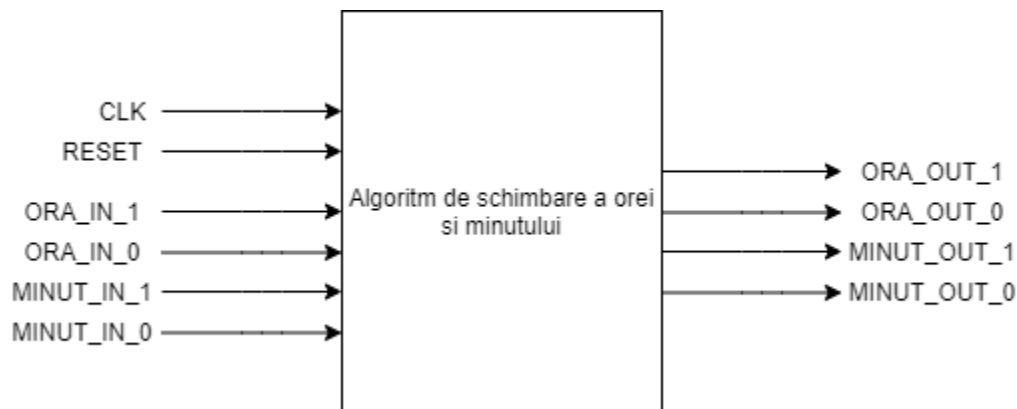 CLK
RESET
ORA_IN_1
ORA_IN_0
MINUT_IN_1
MINUT_IN_0
Algoritm de schimbare a orei
si minutului
ORA_OUT_1
ORA_OUT_0
MINUT_OUT_1
MINUT_OUT_0